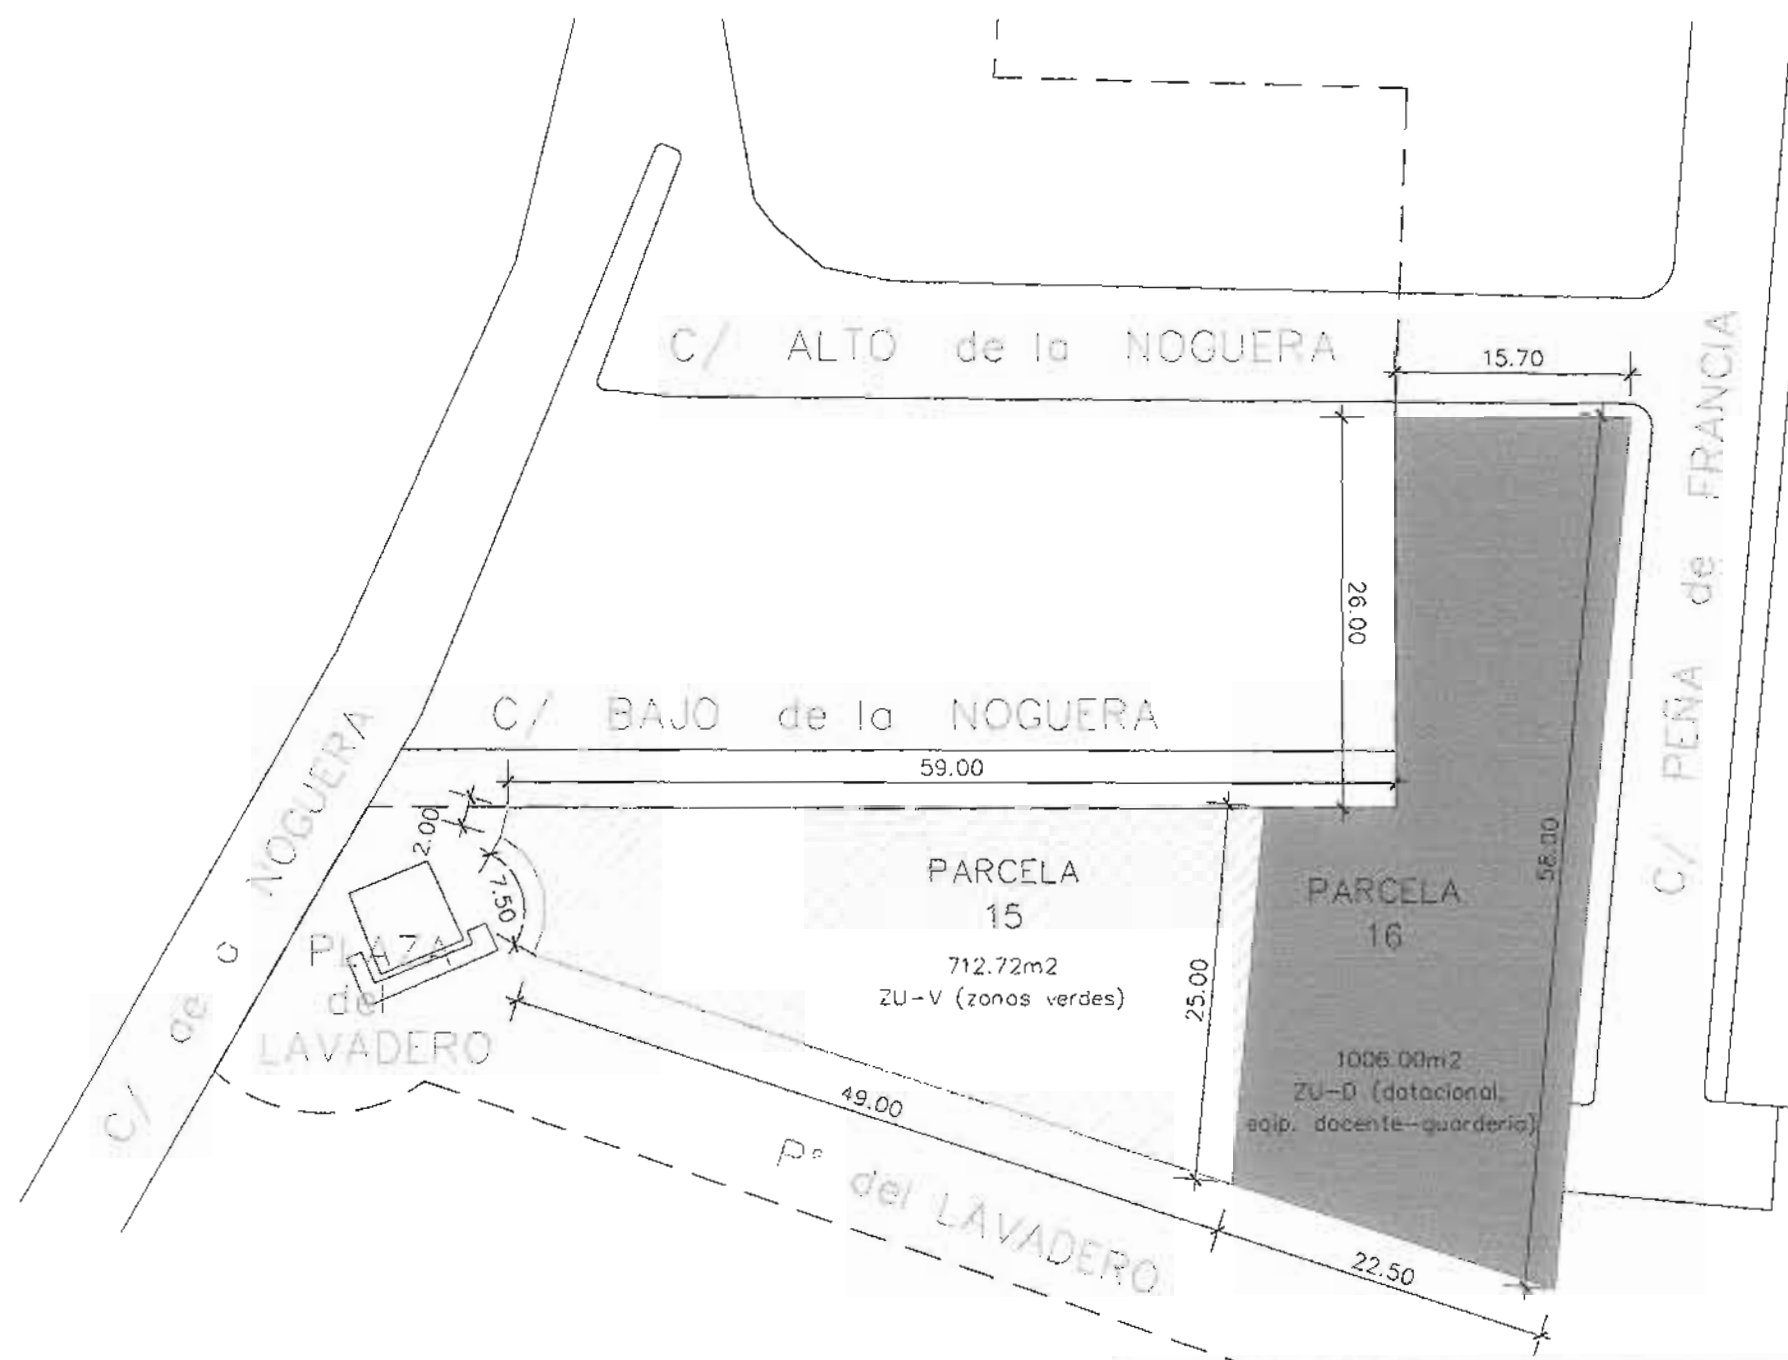 C/ ALTO de la NOGUERA
15.70
C/ PEÑA de FRANCIA
26.00
C/ BAJO de la NOGUERA
59.00
C/ de la NOGUERA
2.00
7.50
PLAZA
del
LAVADERO
PARCELA
15
712.72m2
ZU-V (zonas verdes)
25.00
PARCELA
16
58.00
1006.00m2
ZU-D (dotacional,
eqip. docente-guarderia)
49.00
22.50
Pº del LAVADERO